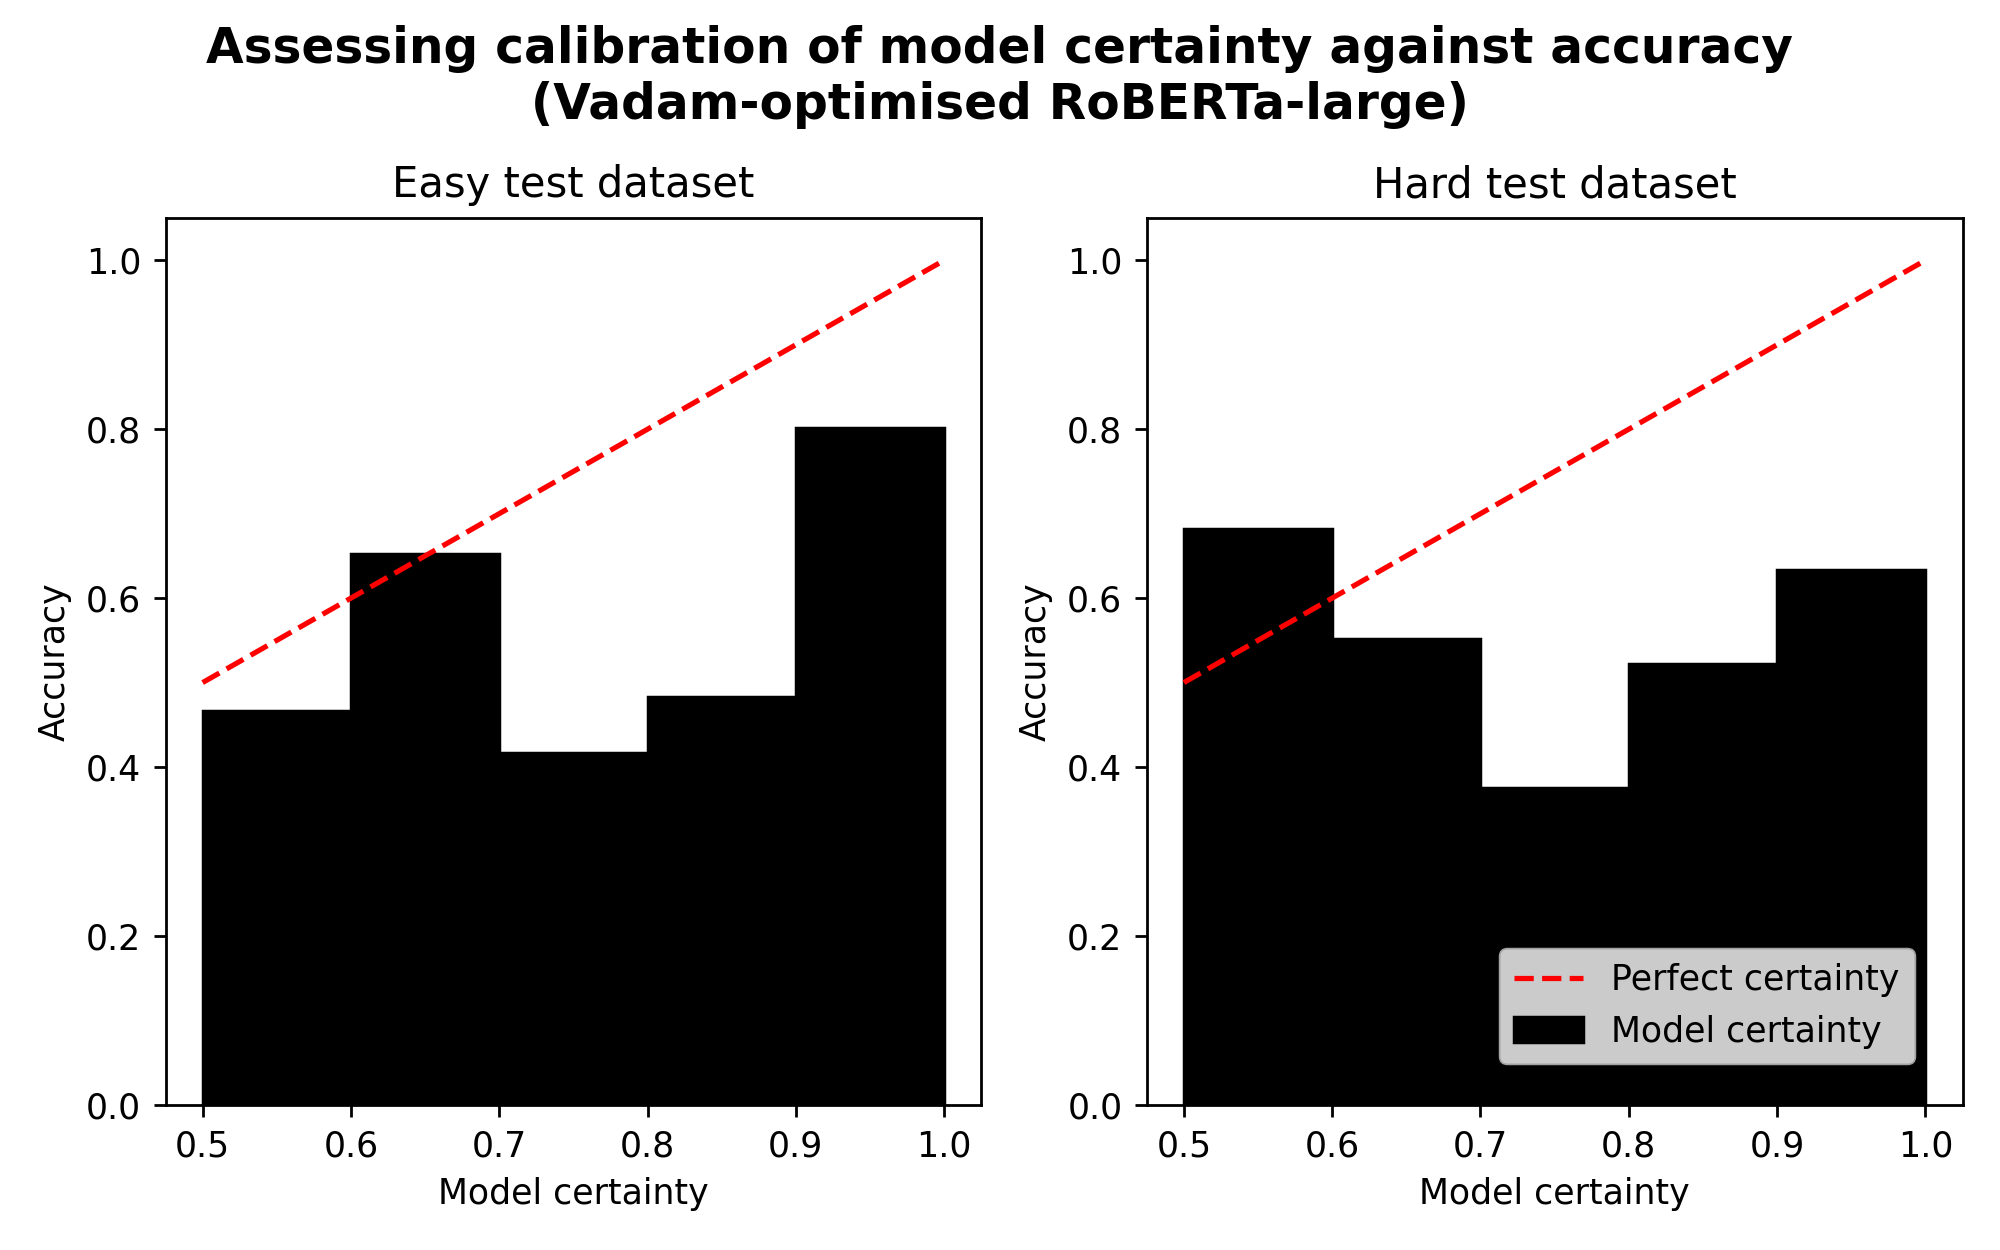 Assessing calibration of model certainty against accuracy
(Vadam-optimised RoBERTa-large)
Easy test dataset
1.0
0.8
0.6
0.4
0.2
0.0
Accuracy
0.5 0.6 0.7 0.8 0.9 1.0
Model certainty
Hard test dataset
1.0
0.8
0.6
0.4
0.2
0.0
Accuracy
Perfect certainty
Model certainty
0.5 0.6 0.7 0.8 0.9 1.0
Model certainty